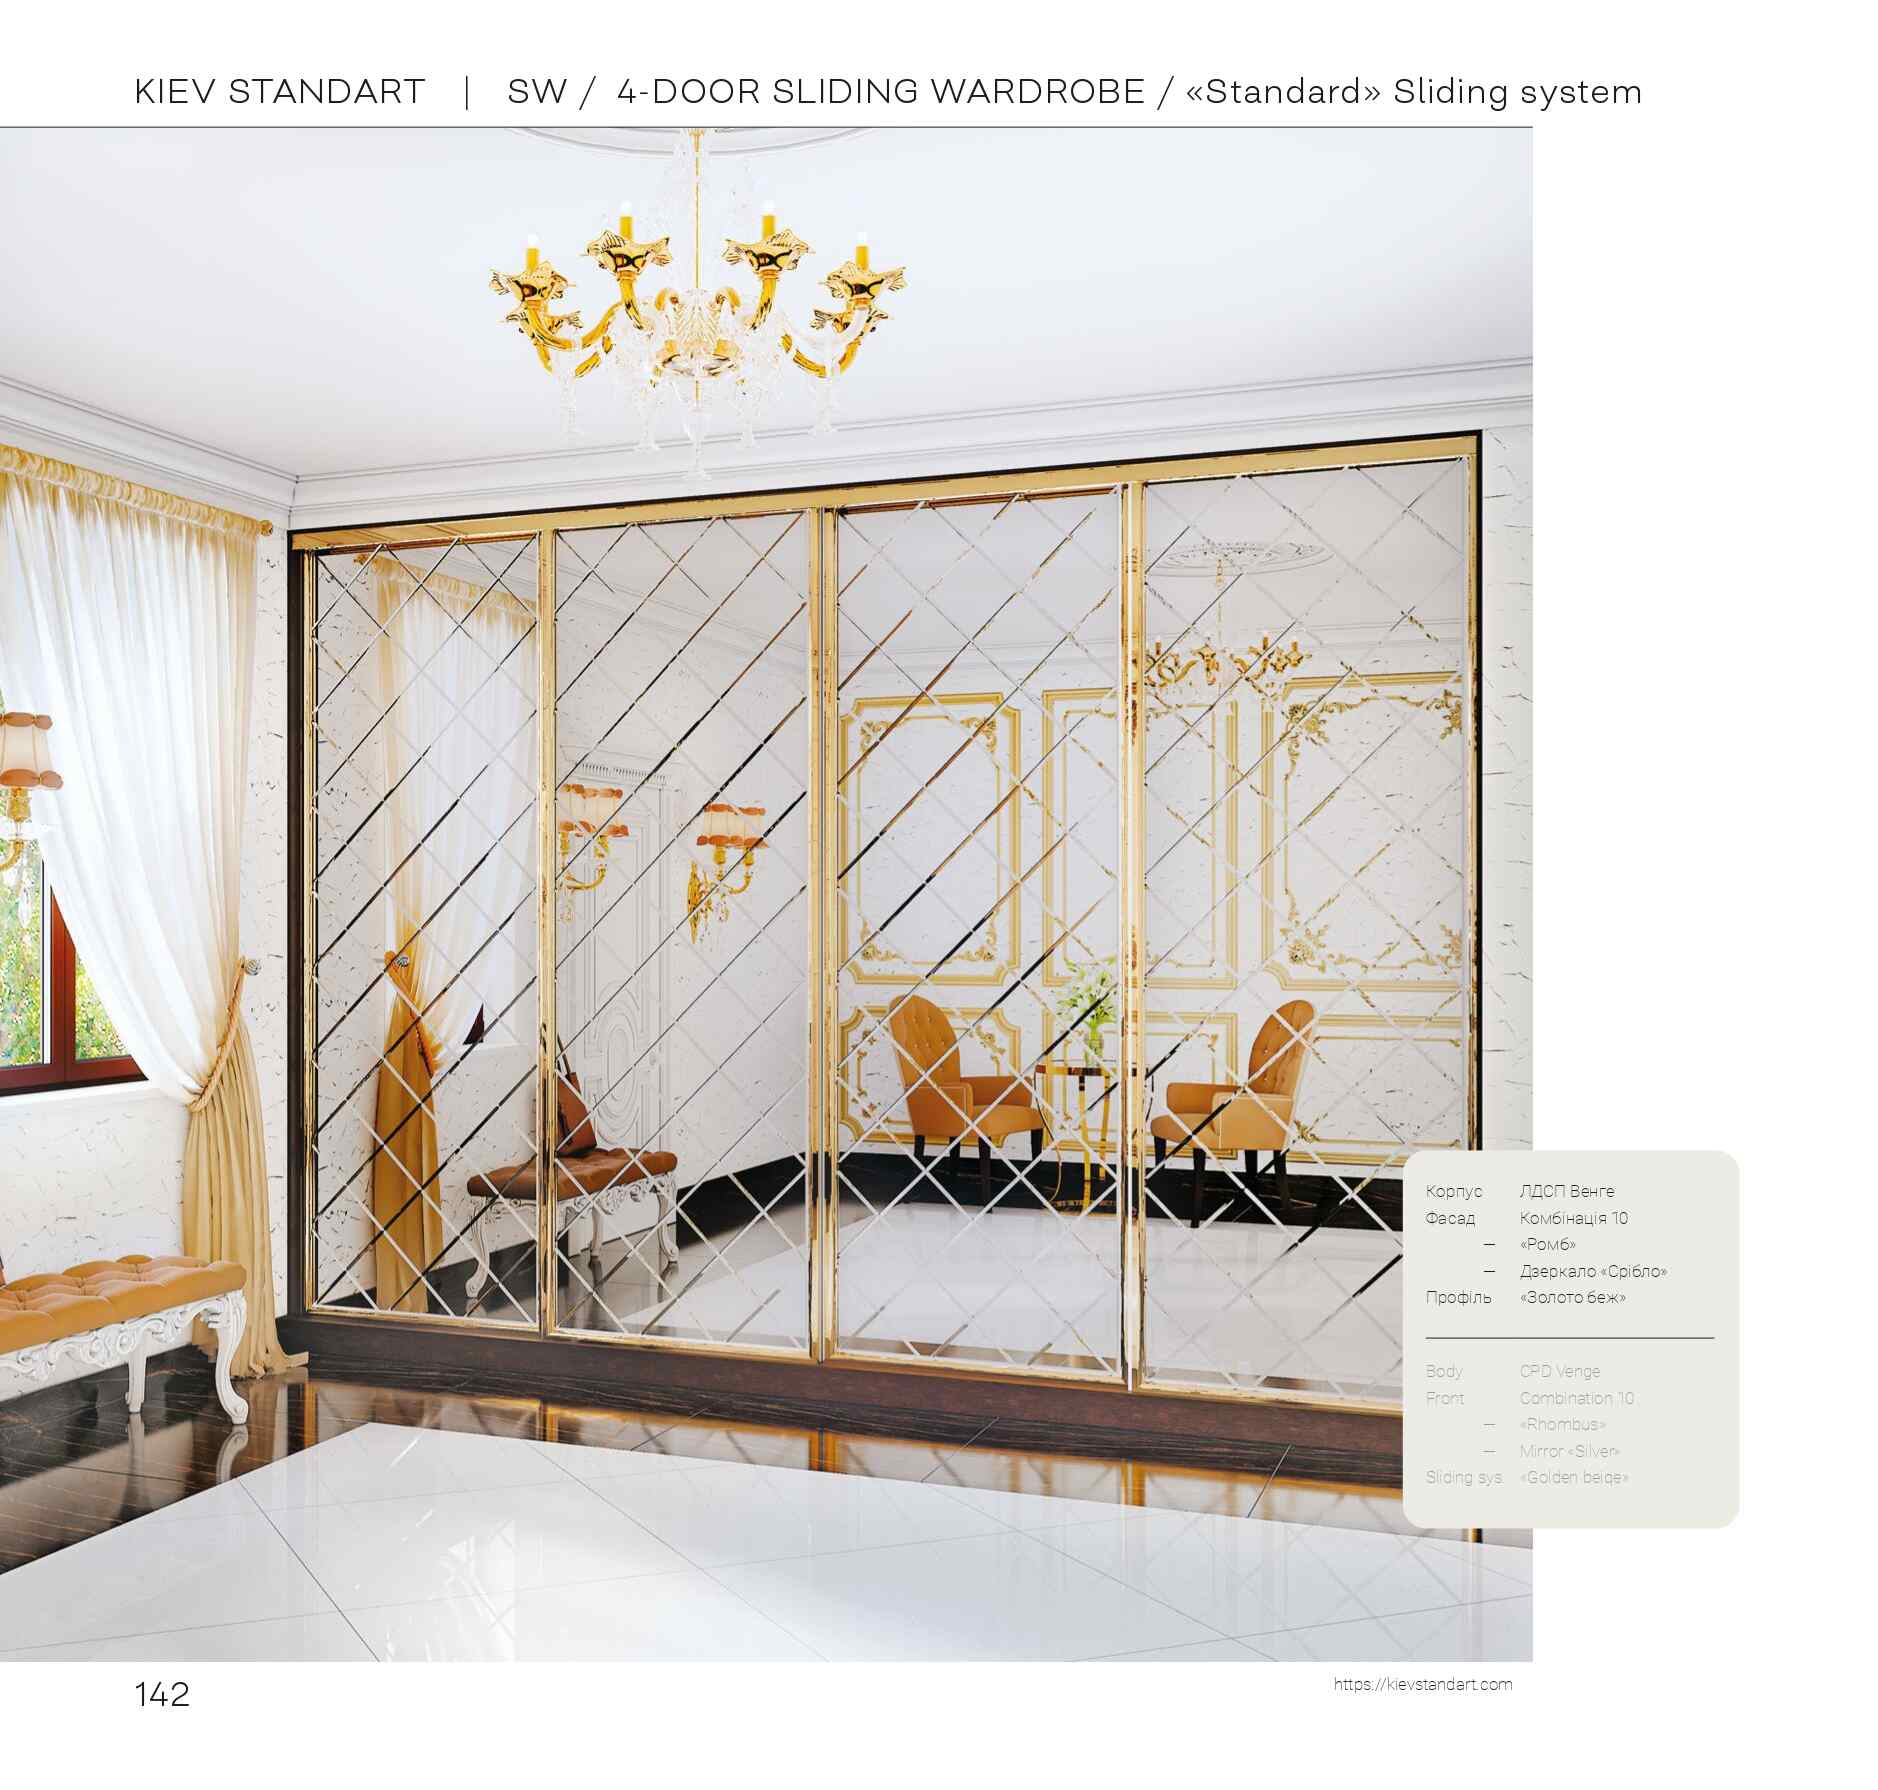 KIEV STANDART | SW / 4-DOOR SLIDING WARDROBE / «Standard» Sliding system
Корпус ЛДСП Венге
Фасад Комбінація 10
— «Ромб»
— Дзеркало «Срібло»
Профіль «Золото беж»
Body CPD Venge
Front Combination 10
— «Rhombus»
— Mirror «Silver»
Sliding sys. «Golden beige»
142
https://kievstandart.com